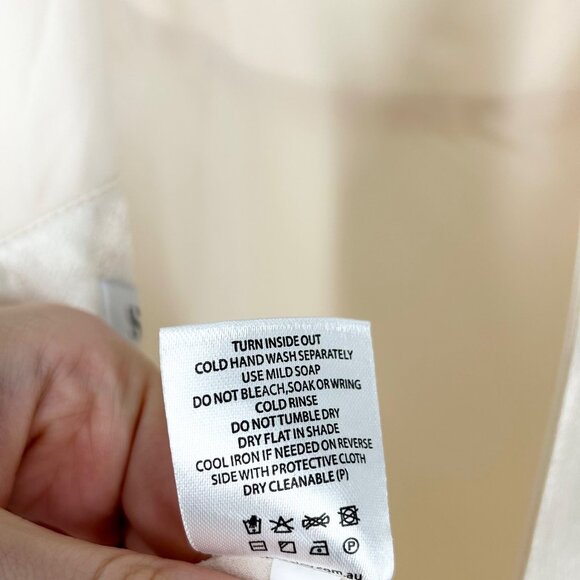 TURN INSIDE OUT
COLD HAND WASH SEPARATELY
USE MILD SOAP
DO NOT BLEACH,SOAK OR WRING
COLD RINSE
DO NOT TUMBLE DRY
DRY FLAT IN SHADE
COOL IRON IF NEEDED ON REVERSE
SIDE WITH PROTECTIVE CLOTH
DRY CLEANABLE (P)
P
.com.au